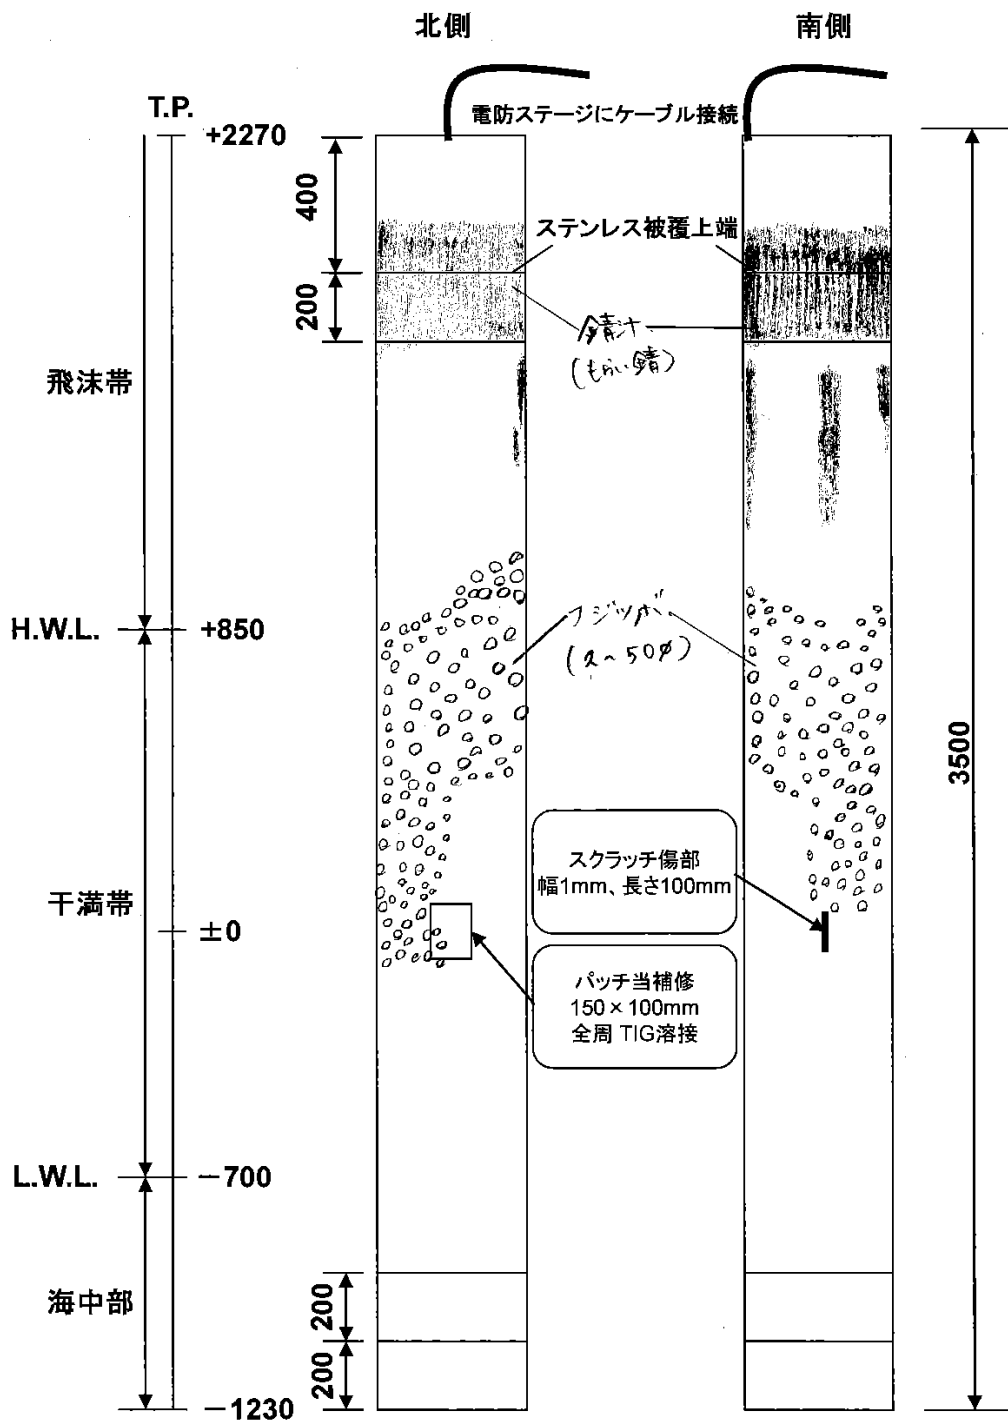 北側
南側
T.P.
電防ステージにケーブル接続
+2270
400
ステンレス被覆上端
200
錆汁
(もらい錆)
飛沫帯
H.W.L.
+850
フジツボ
(2~50φ)
3500
スクラッチ傷部
幅1mm、長さ100mm
干満帯
±0
パッチ当補修
150×100mm
全周 TIG溶接
L.W.L.
−700
海中部
200
200
−1230